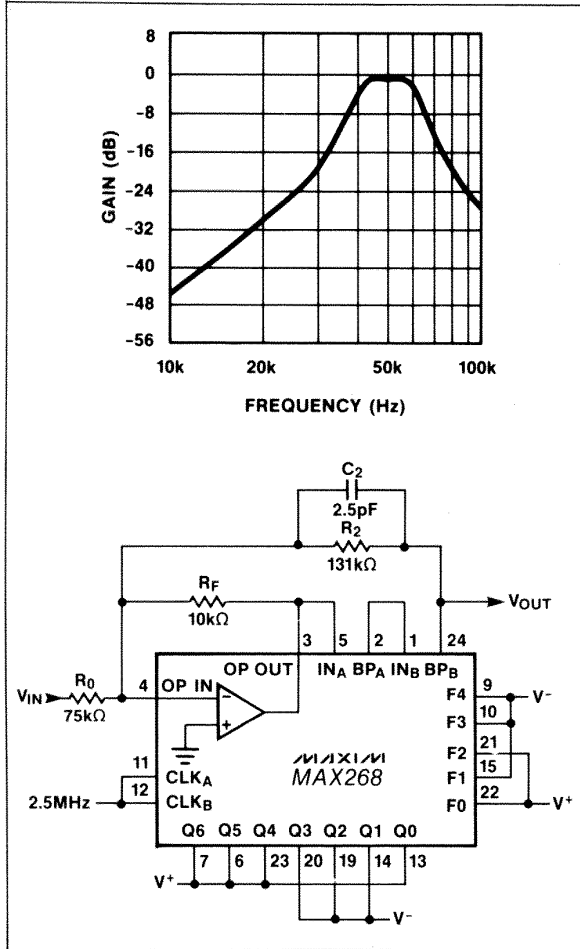 GAIN (dB)
8
0
-8
-16
-24
-32
-40
-48
-56
10k 20k 50k 100k
FREQUENCY (Hz)
C2
2.5pF
R2
131kΩ
RF
10kΩ
VOUT
3 5 2 1 24
OP OUT INA BPA INB BPB
R0
75kΩ
VIN
4 OP IN
-
+
F4 9 V-
F3 10
F2 21
F1 15
F0 22 V+
MAXIM
MAX268
11 CLKA
12 CLKB
2.5MHz
Q6 Q5 Q4 Q3 Q2 Q1 Q0
7 6 23 20 19 14 13
V+
V-